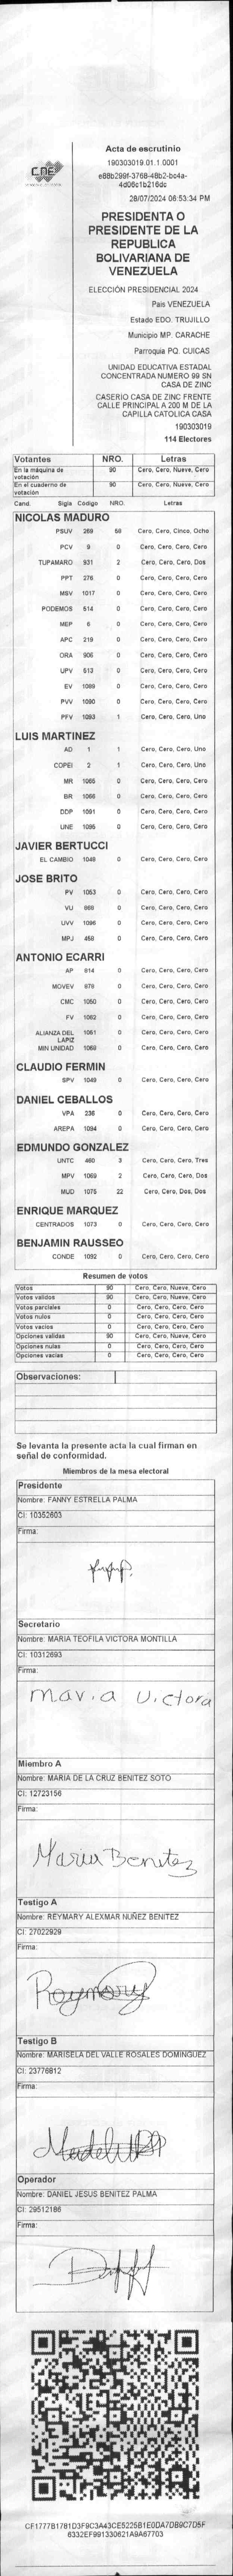 CNE
Acta de escrutinio
190303019.01.1.0001
e88b299f-3768-48b2-bc4a-
4d06c1b216dc
28/07/2024 06:53:34 PM
PRESIDENTA O
PRESIDENTE DE LA
REPUBLICA
BOLIVARIANA DE
VENEZUELA
ELECCIÓN PRESIDENCIAL 2024
Pais VENEZUELA
Estado EDO. TRUJILLO
Municipio MP. CARACHE
Parroquia PQ. CUICAS
UNIDAD EDUCATIVA ESTADAL
CONCENTRADA NUMERO 99 SN
CASA DE ZINC
CASERIO CASA DE ZINC FRENTE
CALLE PRINCIPAL A 200 M DE LA
CAPILLA CATOLICA CASA
190303019
114 Electores
Votantes NRO. Letras
En la máquina de votación 90 Cero, Cero, Nueve, Cero
En el cuaderno de votación 90 Cero, Cero, Nueve, Cero
Cand. Sigla Código NRO. Letras
NICOLAS MADURO
PSUV 269 58 Cero, Cero, Cinco, Ocho
PCV 9 0 Cero, Cero, Cero, Cero
TUPAMARO 931 2 Cero, Cero, Cero, Dos
PPT 276 0 Cero, Cero, Cero, Cero
MSV 1017 0 Cero, Cero, Cero, Cero
PODEMOS 514 0 Cero, Cero, Cero, Cero
MEP 6 0 Cero, Cero, Cero, Cero
APC 219 0 Cero, Cero, Cero, Cero
ORA 906 0 Cero, Cero, Cero, Cero
UPV 513 0 Cero, Cero, Cero, Cero
EV 1089 0 Cero, Cero, Cero, Cero
PVV 1090 0 Cero, Cero, Cero, Cero
PFV 1093 1 Cero, Cero, Cero, Uno
LUIS MARTINEZ
AD 1 1 Cero, Cero, Cero, Uno
COPEI 2 1 Cero, Cero, Cero, Uno
MR 1065 0 Cero, Cero, Cero, Cero
BR 1066 0 Cero, Cero, Cero, Cero
DDP 1091 0 Cero, Cero, Cero, Cero
UNE 1095 0 Cero, Cero, Cero, Cero
JAVIER BERTUCCI
EL CAMBIO 1048 0 Cero, Cero, Cero, Cero
JOSE BRITO
PV 1053 0 Cero, Cero, Cero, Cero
VU 868 0 Cero, Cero, Cero, Cero
UVV 1096 0 Cero, Cero, Cero, Cero
MPJ 458 0 Cero, Cero, Cero, Cero
ANTONIO ECARRI
AP 814 0 Cero, Cero, Cero, Cero
MOVEV 878 0 Cero, Cero, Cero, Cero
CMC 1050 0 Cero, Cero, Cero, Cero
FV 1062 0 Cero, Cero, Cero, Cero
ALIANZA DEL LAPIZ 1051 0 Cero, Cero, Cero, Cero
MIN UNIDAD 1068 0 Cero, Cero, Cero, Cero
CLAUDIO FERMIN
SPV 1049 0 Cero, Cero, Cero, Cero
DANIEL CEBALLOS
VPA 236 0 Cero, Cero, Cero, Cero
AREPA 1094 0 Cero, Cero, Cero, Cero
EDMUNDO GONZALEZ
UNTC 460 3 Cero, Cero, Cero, Tres
MPV 1069 2 Cero, Cero, Cero, Dos
MUD 1075 22 Cero, Cero, Dos, Dos
ENRIQUE MARQUEZ
CENTRADOS 1073 0 Cero, Cero, Cero, Cero
BENJAMIN RAUSSEO
CONDE 1092 0 Cero, Cero, Cero, Cero
Resumen de votos
Votos 90 Cero, Cero, Nueve, Cero
Votos validos 90 Cero, Cero, Nueve, Cero
Votos parciales 0 Cero, Cero, Cero, Cero
Votos nulos 0 Cero, Cero, Cero, Cero
Votos vacios 0 Cero, Cero, Cero, Cero
Opciones validas 90 Cero, Cero, Nueve, Cero
Opciones nulas 0 Cero, Cero, Cero, Cero
Opciones vacias 0 Cero, Cero, Cero, Cero
Observaciones:
Se levanta la presente acta la cual firman en
señal de conformidad.
Miembros de la mesa electoral
Presidente
Nombre: FANNY ESTRELLA PALMA
CI: 10352603
Firma:
Secretario
Nombre: MARIA TEOFILA VICTORA MONTILLA
CI: 10312693
Firma:
maria Victora
Miembro A
Nombre: MARIA DE LA CRUZ BENITEZ SOTO
CI: 12723156
Firma:
Maria Benitez
Testigo A
Nombre: REYMARY ALEXMAR NUÑEZ BENITEZ
CI: 27022929
Firma:
Reymary
Testigo B
Nombre: MARISELA DEL VALLE ROSALES DOMINGUEZ
CI: 23776812
Firma:
Operador
Nombre: DANIEL JESUS BENITEZ PALMA
CI: 29512186
Firma:
CF1777B1781D3F9C3A43CE5225B1E0DA7DB9C7D5F
6332EF991330621A9A67703